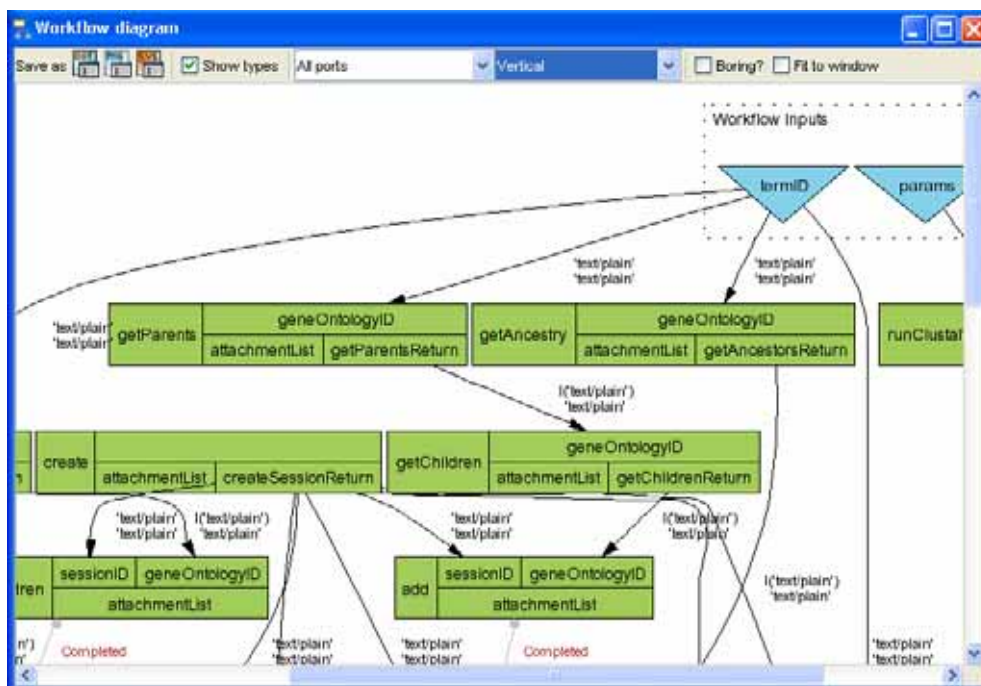 Workflow diagram
Save as Show types All ports Vertical Boring? Fit to window
Workflow Inputs
termID params
'text/plain' 'text/plain'
'text/plain' 'text/plain'
'text/plain'
'text/plain'
getParents geneOntologyID
attachmentList getParentsReturn
getAncestry geneOntologyID
attachmentList getAncestorsReturn
l('text/plain')
'text/plain'
create
attachmentList createSessionReturn
getChildren geneOntologyID
attachmentList getChildrenReturn
'text/plain' l('text/plain') 'text/plain' l('text/plain')
'text/plain' 'text/plain' 'text/plain' 'text/plain'
l('text/plain')
'text/plain'
sessionID geneOntologyID
attachmentList
add sessionID geneOntologyID
attachmentList
Completed 'text/plain' 'text/plain' Completed 'text/plain'
'text/plain' 'text/plain' 'text/plain'